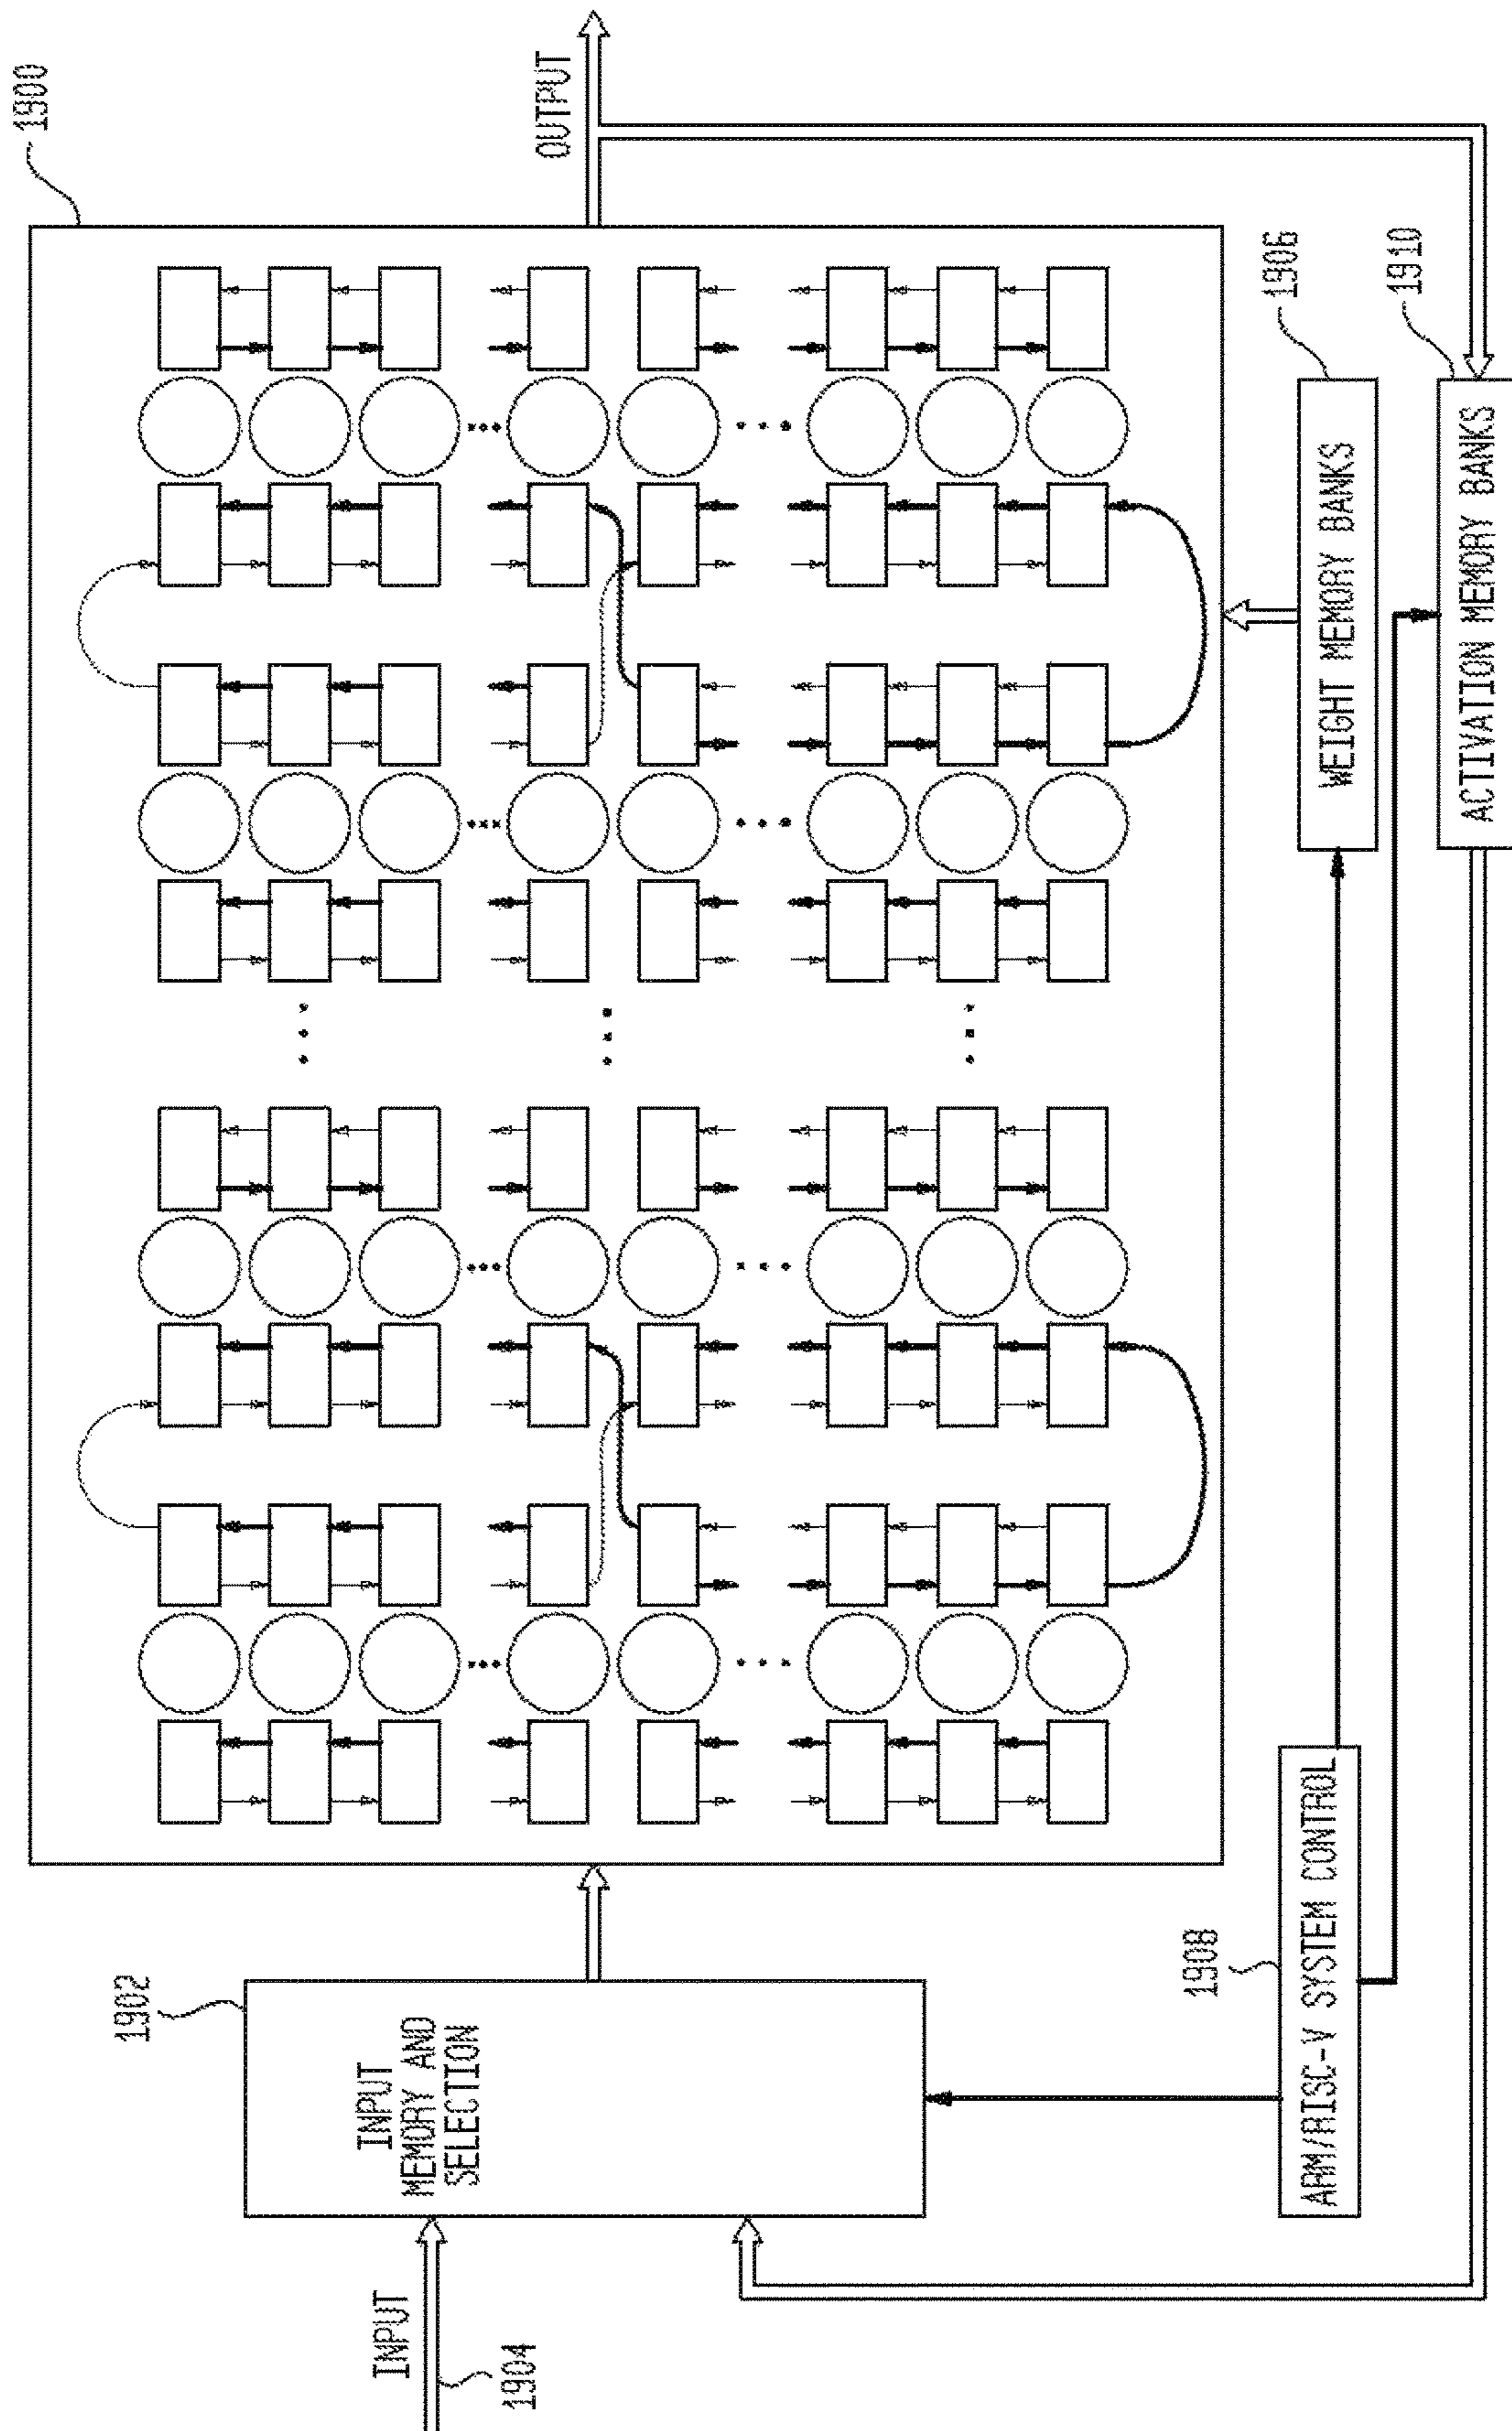 1900
OUTPUT
1902
INPUT
MEMORY AND
SELECTION
INPUT
1904
1906
WEIGHT MEMORY BANKS
1910
ACTIVATION MEMORY BANKS
1908
ARM/RISC-V SYSTEM CONTROL